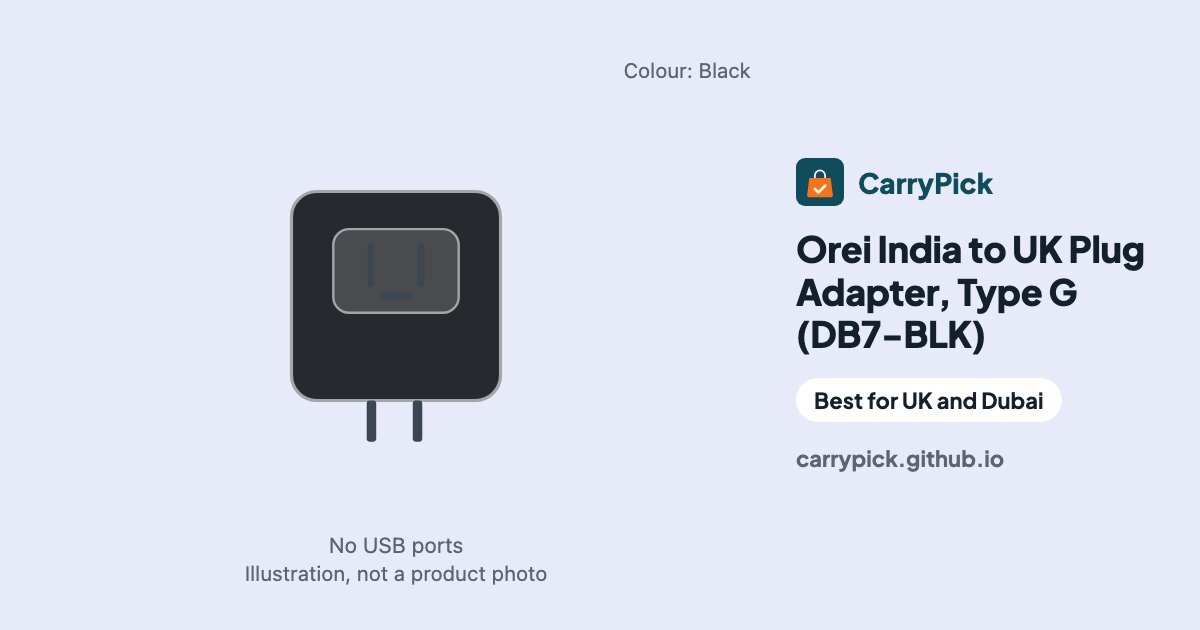 Colour: Black
CarryPick
Orei India to UK Plug
Adapter, Type G
(DB7-BLK)
Best for UK and Dubai
carrypick.github.io
No USB ports
Illustration, not a product photo